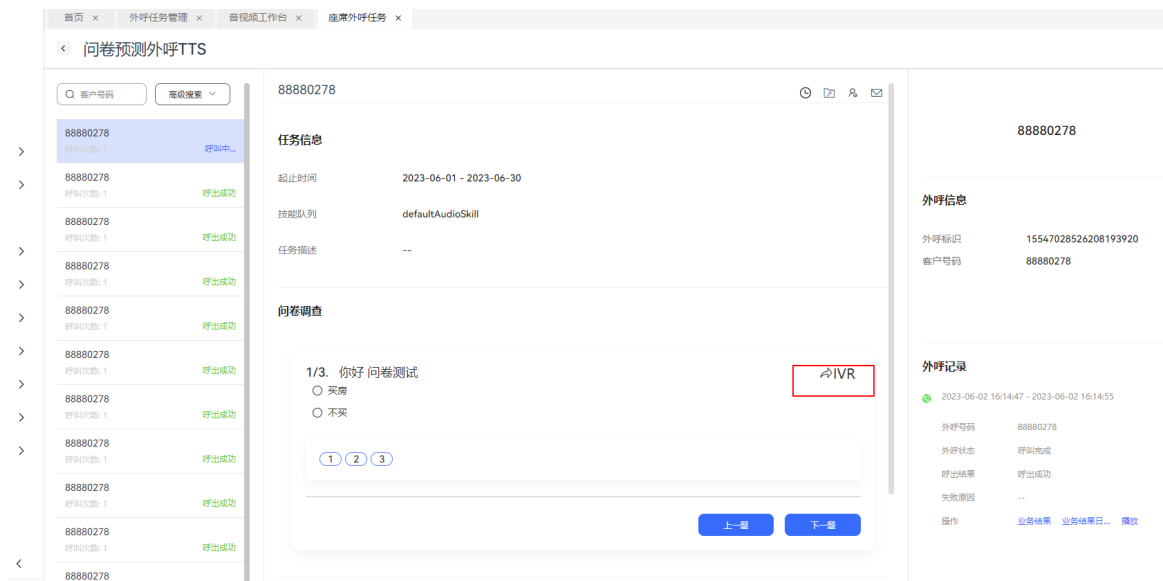 首页 × 外呼任务管理 × 音视频工作台 × 座席外呼任务 ×
问卷预测外呼TTS
客户号码 高级搜索
88880278
呼叫次数: 1 呼叫中...
88880278
呼叫次数: 1 呼出成功
88880278
呼叫次数: 1 呼出成功
88880278
呼叫次数: 1 呼出成功
88880278
呼叫次数: 1 呼出成功
88880278
呼叫次数: 1 呼出成功
88880278
呼叫次数: 1 呼出成功
88880278
呼叫次数: 1 呼出成功
88880278
呼叫次数: 1 呼出成功
88880278
呼叫次数: 1 呼出成功
88880278
88880278
任务信息
起止时间 2023-06-01 - 2023-06-30
技能队列 defaultAudioSkill
任务描述 --
问卷调查
1/3. 你好 问卷测试 IVR
买房
不买
1 2 3
上一题 下一题
88880278
外呼信息
外呼标识 15547028526208193920
客户号码 88880278
外呼记录
2023-06-02 16:14:47 - 2023-06-02 16:14:55
外呼号码 88880278
外呼状态 呼叫完成
呼出结果 呼出成功
失败原因 --
操作 业务结果 业务结果日... 播放